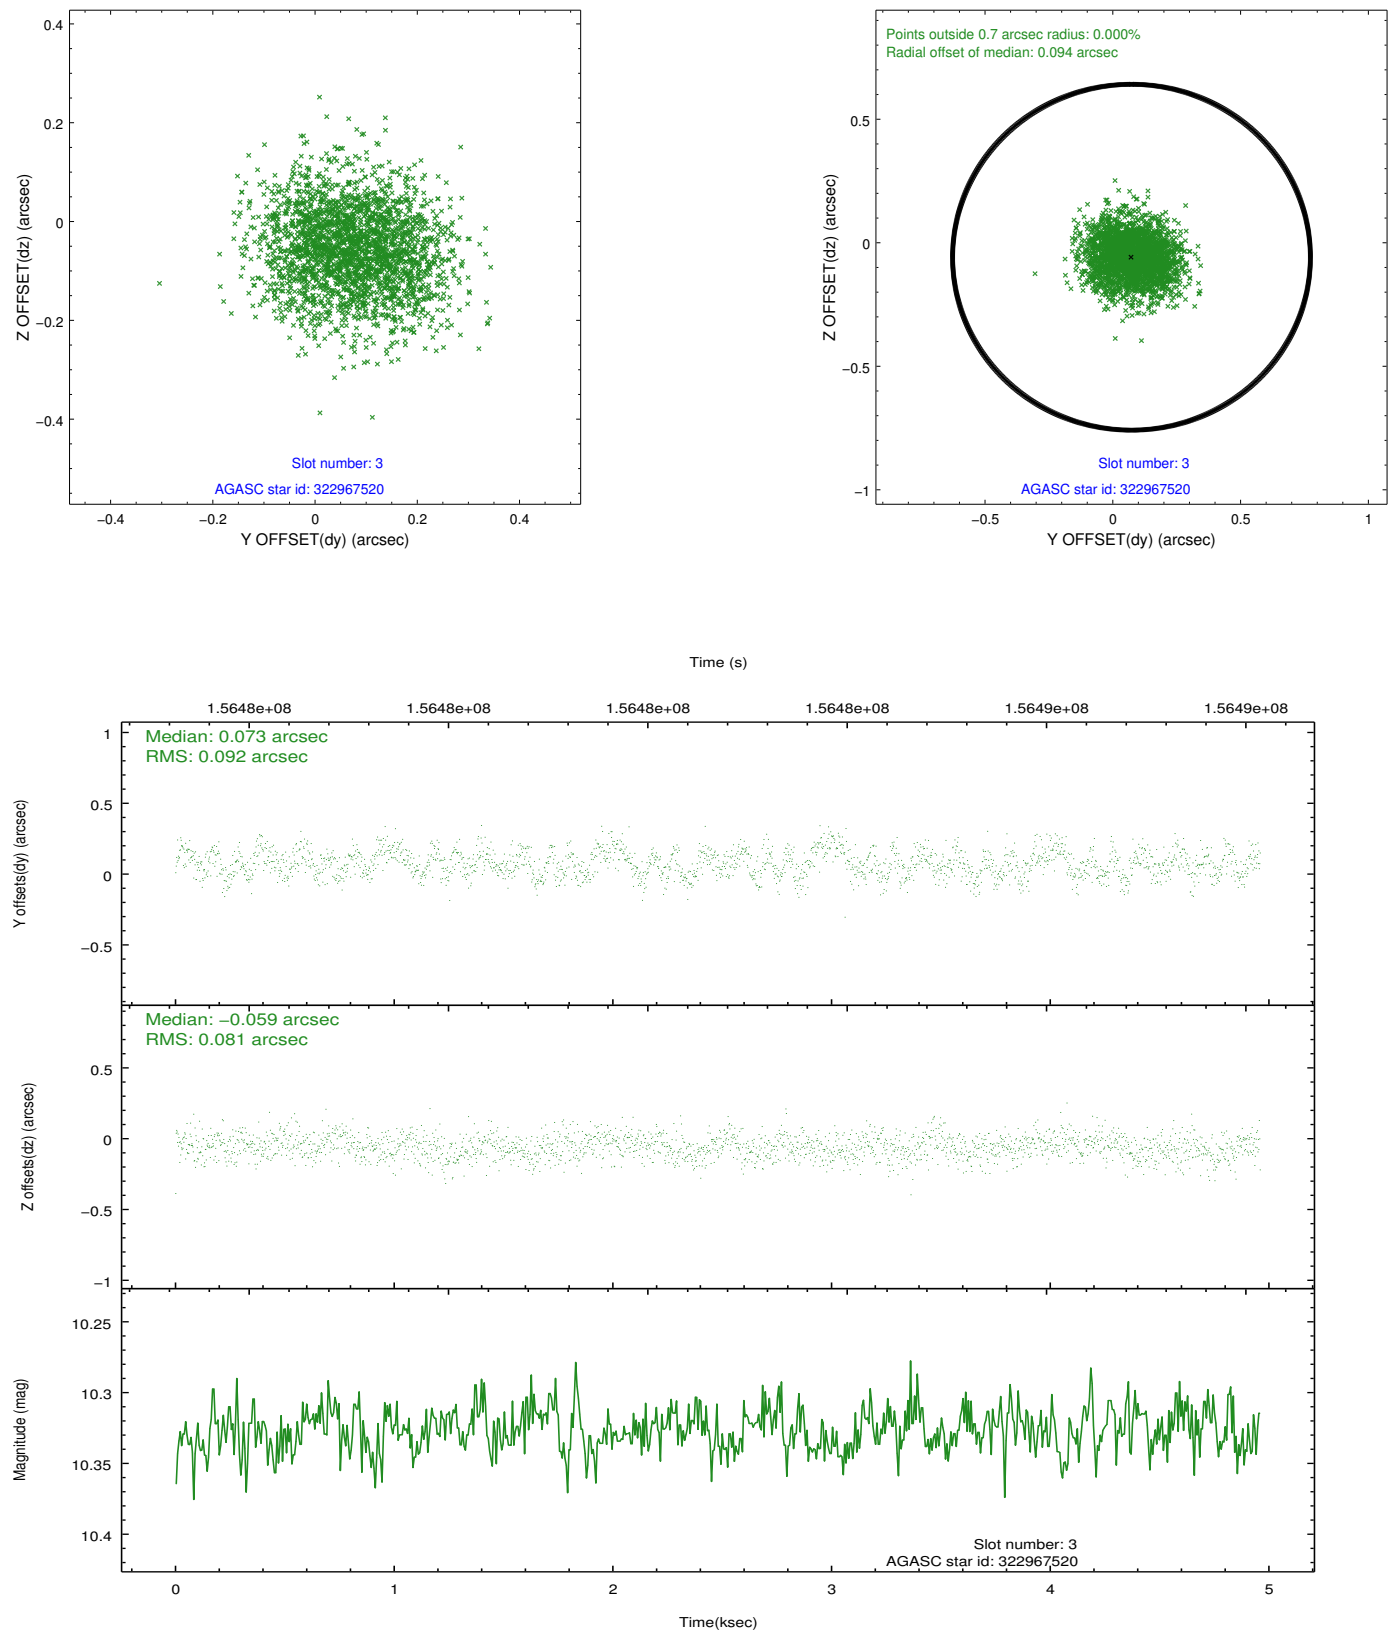 0.4
0.2
0
−0.2
−0.4
Z OFFSET(dz) (arcsec)
Slot number: 3
AGASC star id: 322967520
−0.4 −0.2 0 0.2 0.4
Y OFFSET(dy) (arcsec)
Points outside 0.7 arcsec radius: 0.000%
Radial offset of median: 0.094 arcsec
0.5
0
−0.5
−1
Z OFFSET(dz) (arcsec)
Slot number: 3
AGASC star id: 322967520
−0.5 0 0.5 1
Y OFFSET(dy) (arcsec)
Time (s)
1.5648e+08 1.5648e+08 1.5648e+08 1.5648e+08 1.5649e+08 1.5649e+08
Median: 0.073 arcsec
RMS: 0.092 arcsec
1
0.5
0
−0.5
Y offsets(dy) (arcsec)
Median: −0.059 arcsec
RMS: 0.081 arcsec
0.5
0
−0.5
−1
Z offsets(dz) (arcsec)
10.25
10.3
10.35
10.4
Magnitude (mag)
Slot number: 3
AGASC star id: 322967520
0 1 2 3 4 5
Time(ksec)